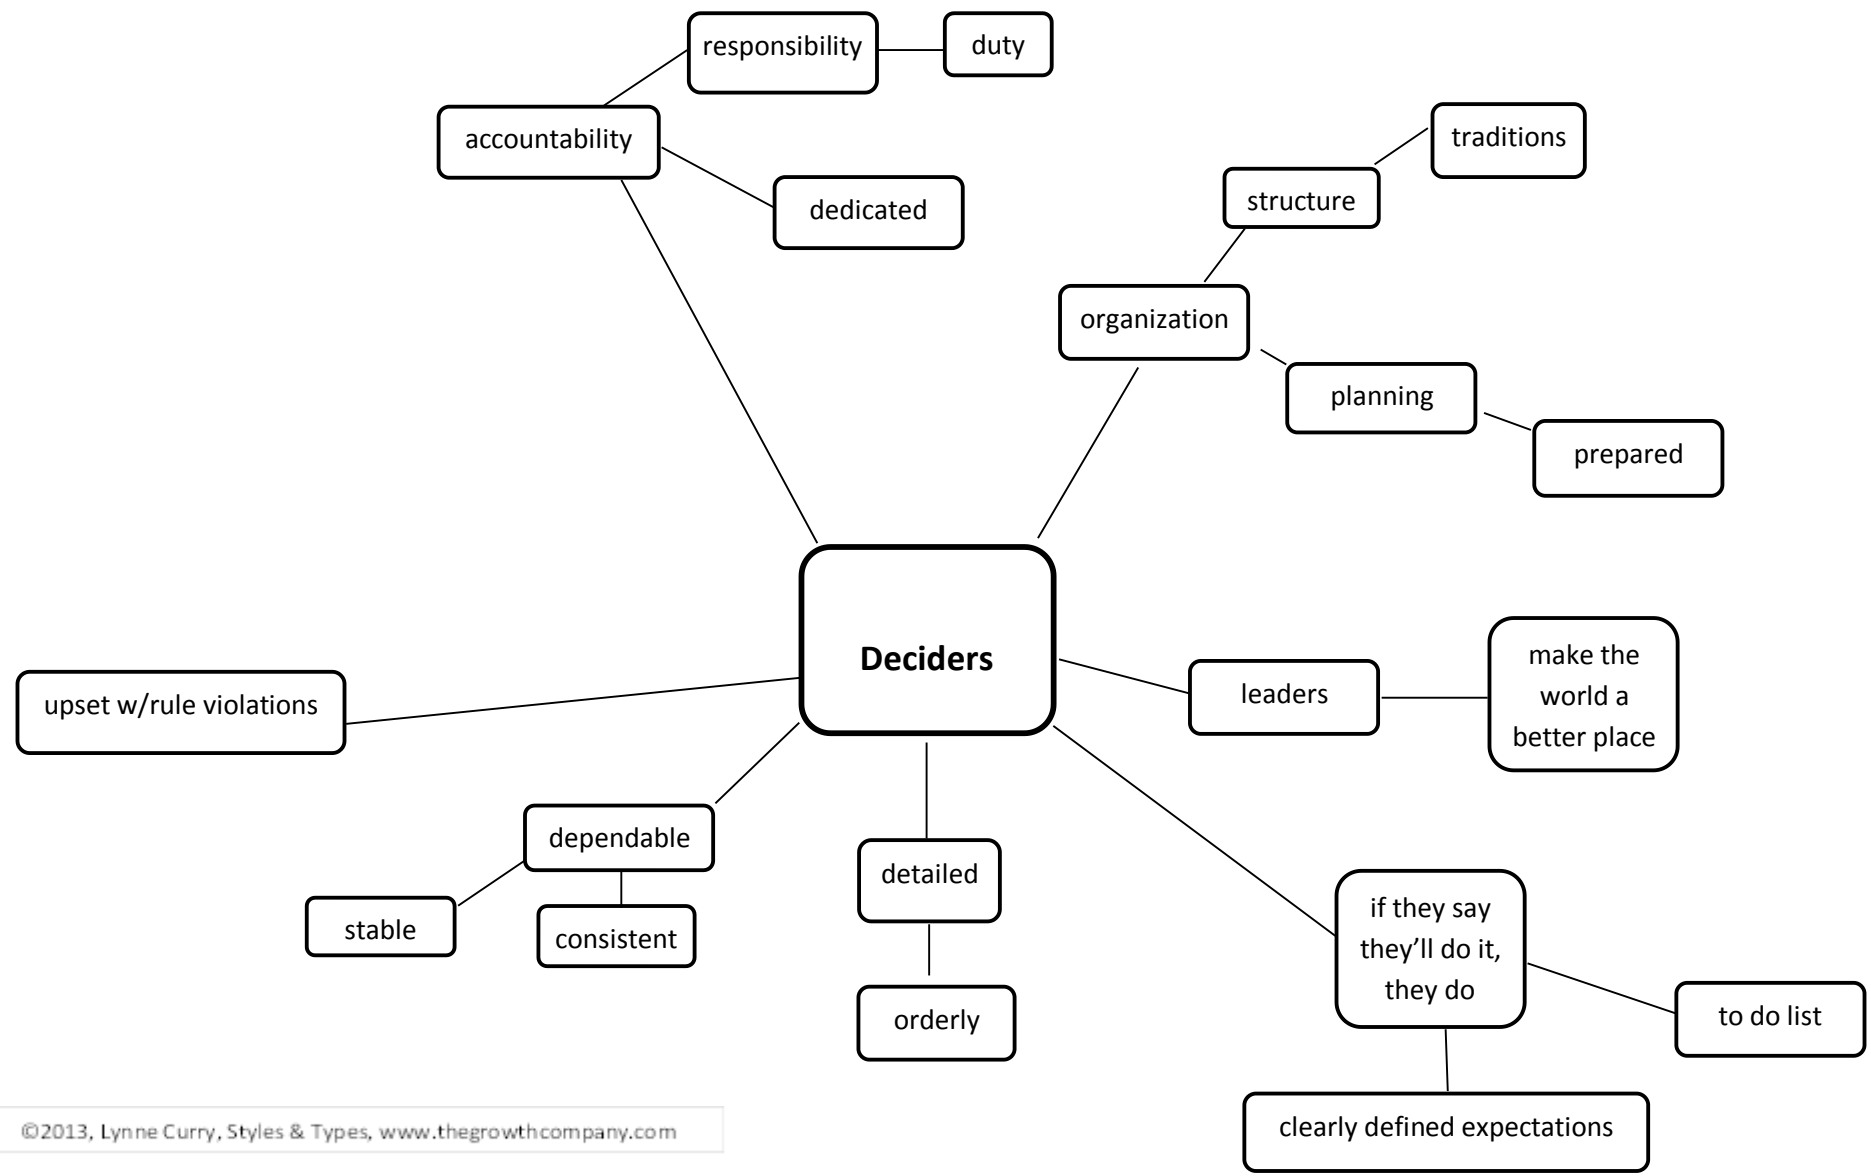 responsibility
duty
accountability
dedicated
traditions
structure
organization
planning
prepared
Deciders
upset w/rule violations
leaders
make the
world a
better place
dependable
stable
consistent
detailed
orderly
if they say
they’ll do it,
they do
to do list
clearly defined expectations
©2013, Lynne Curry, Styles & Types, www.thegrowthcompany.com